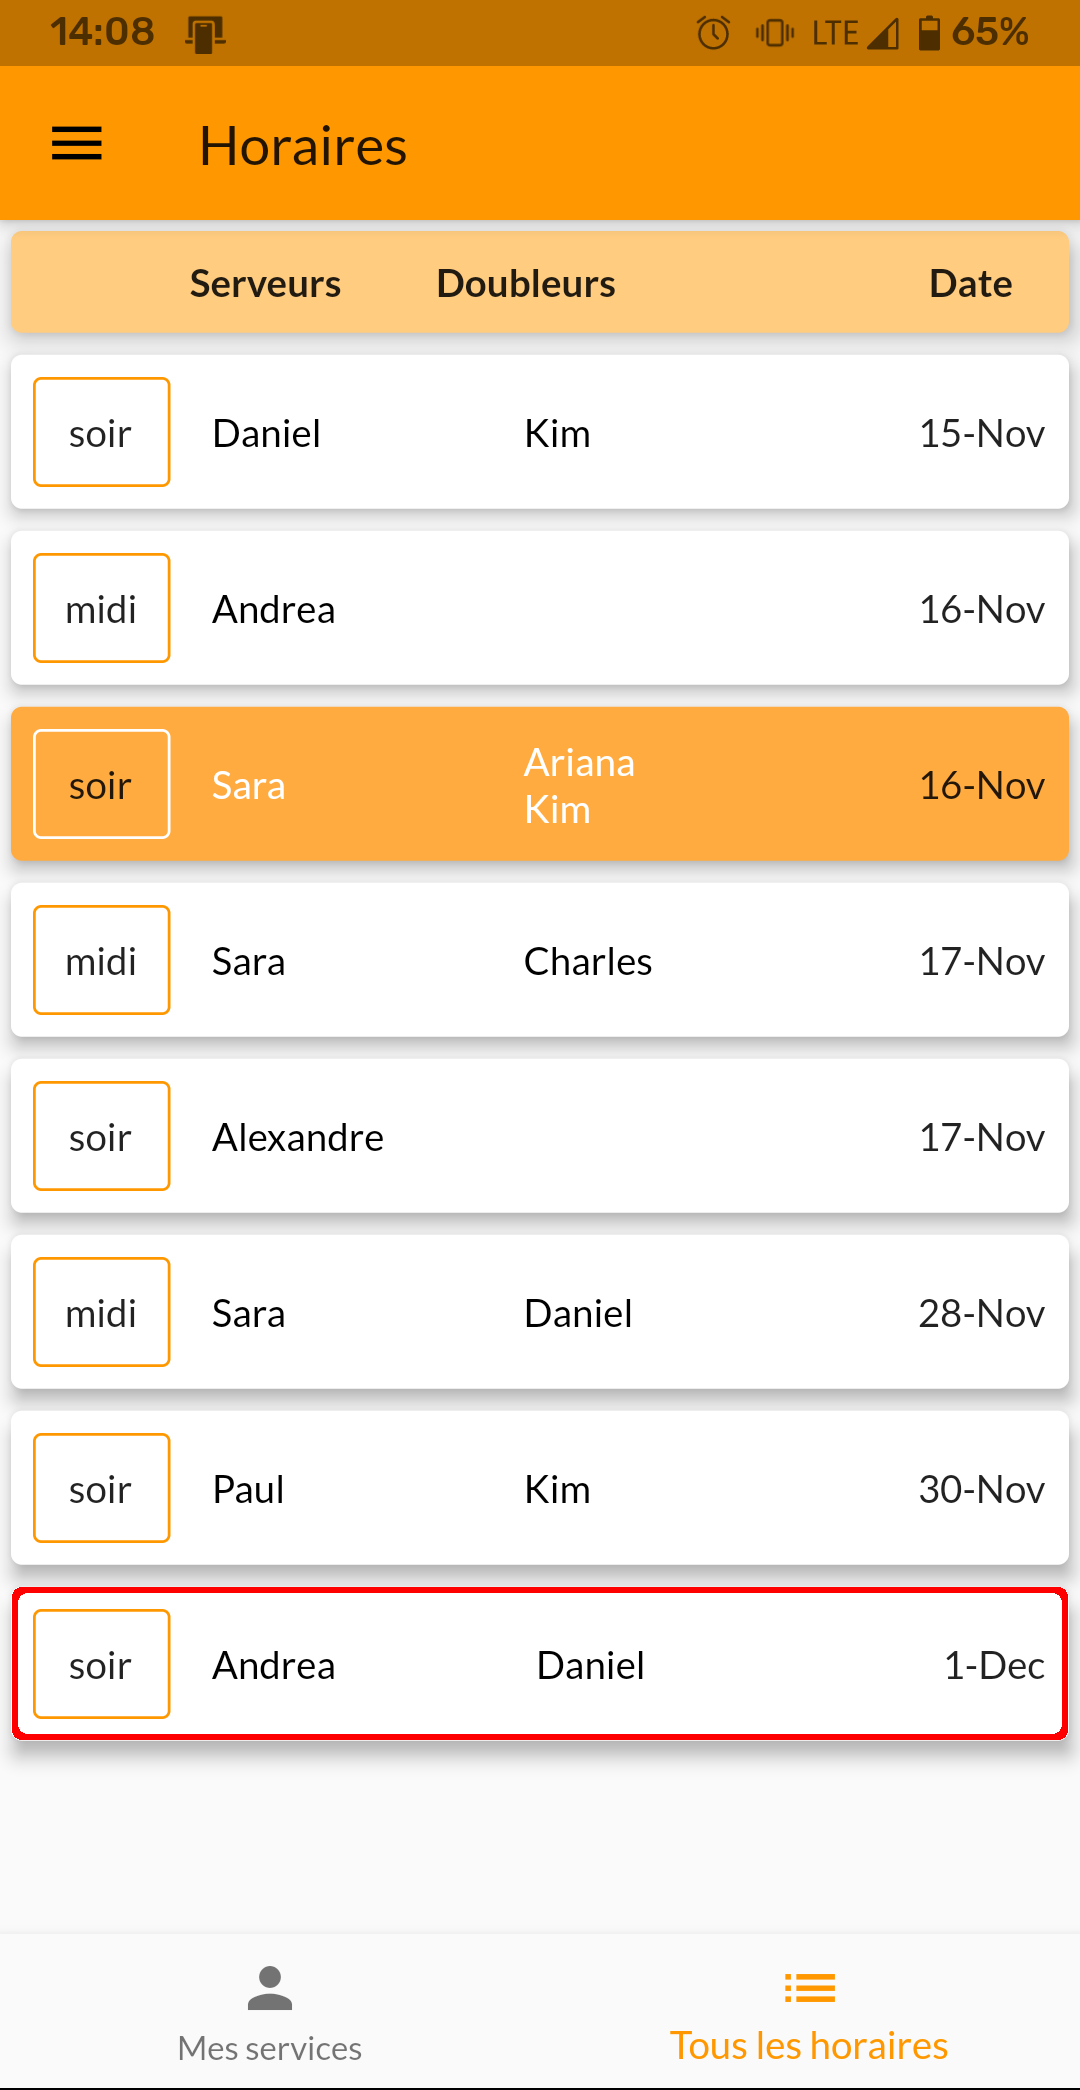 14:08 LTE 65%
Horaires
Serveurs Doubleurs Date
soir Daniel Kim 15-Nov
midi Andrea 16-Nov
soir Sara Ariana Kim 16-Nov
midi Sara Charles 17-Nov
soir Alexandre 17-Nov
midi Sara Daniel 28-Nov
soir Paul Kim 30-Nov
soir Andrea Daniel 1-Dec
Mes services Tous les horaires